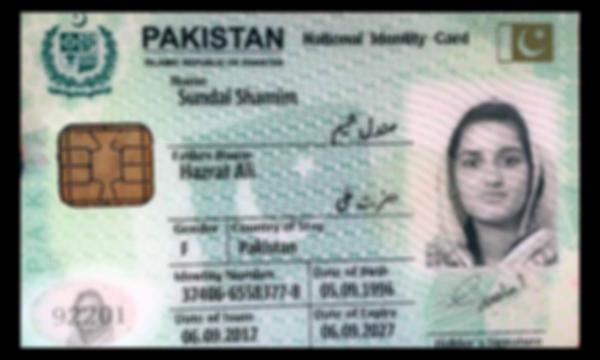 PAKISTAN National Identity Card
ISLAMIC REPUBLIC OF PAKISTAN
Name
Sundal Shamim
صندل شمیم
Father Name
Hazrat Ali
حضرت علی
Gender Country of Stay
F Pakistan
Identity Number Date of Birth
37406-6558377-8 05.09.1996
Date of Issue Date of Expiry
06.09.2017 06.09.2027
92201
Holder's Signature